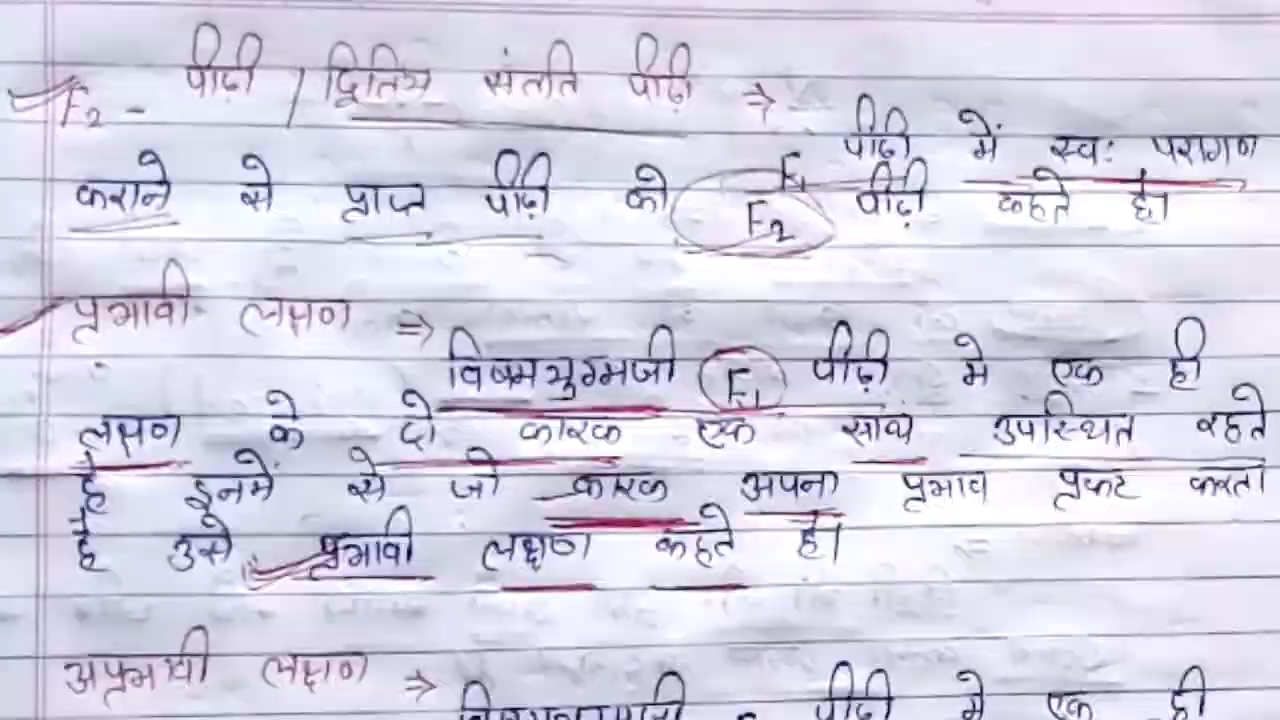 F₂ - पीढ़ी / द्वितिय संतति पीढ़ी ⇒
F₁ पीढ़ी में स्वः परागण
कराने से प्राप्त पीढ़ी को F₂ पीढ़ी कहते है।
प्रभावी लक्षण ⇒
विषमयुग्मजी F₁ पीढ़ी मे एक ही
लक्षण के दो कारक एक साथ उपस्थित रहते
है इनमें से जो कारक अपना प्रभाव प्रकट करता
है उसे प्रभावी लक्षण कहते है।
अप्रभावी लक्षण ⇒
पीढ़ी मे एक ही